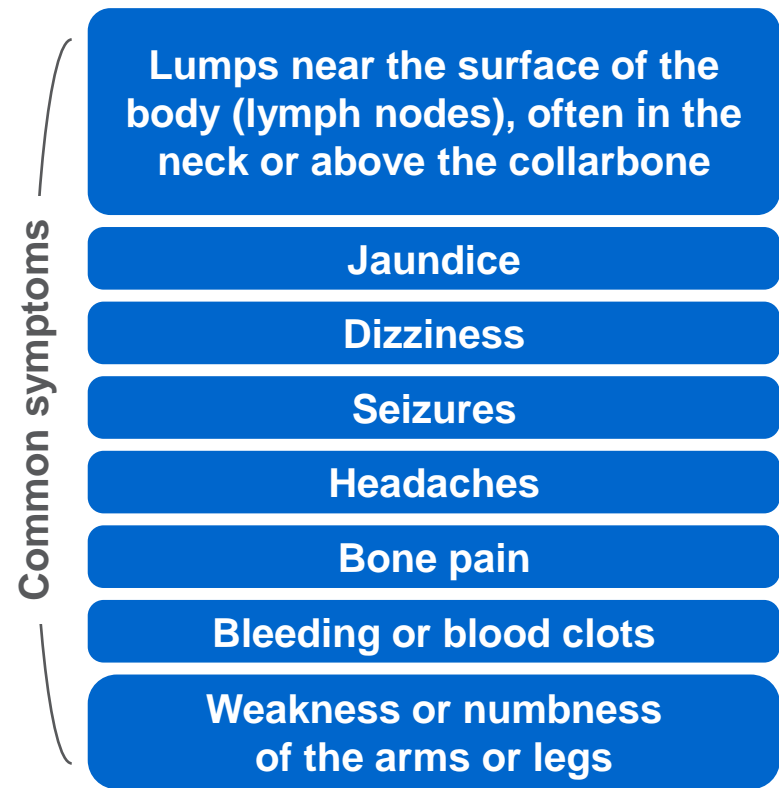 Common symptoms
Lumps near the surface of the
body (lymph nodes), often in the
neck or above the collarbone
Jaundice
Dizziness
Seizures
Headaches
Bone pain
Bleeding or blood clots
Weakness or numbness
of the arms or legs